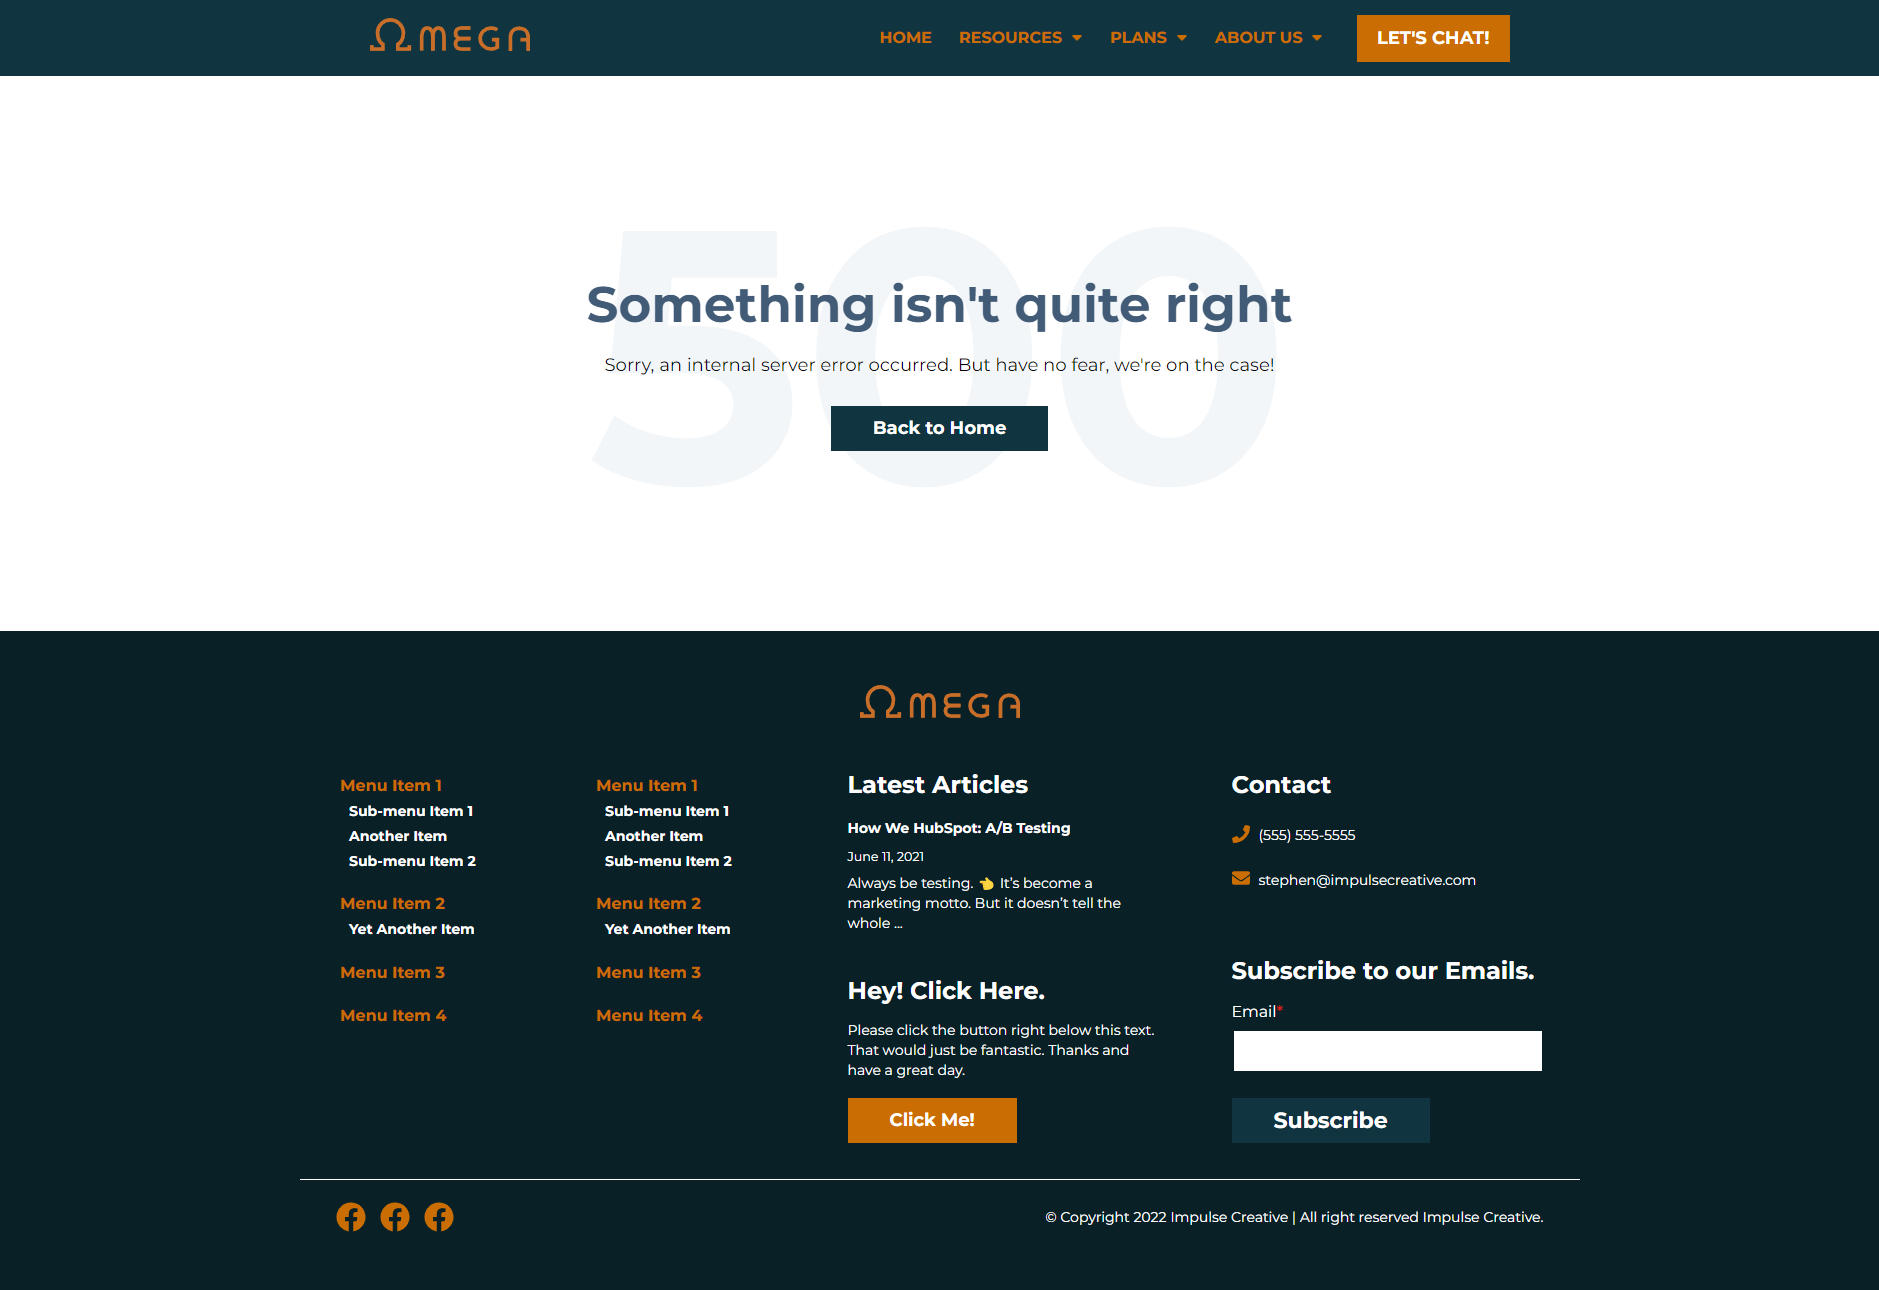 ΩMEGA
HOME RESOURCES PLANS ABOUT US LET'S CHAT!
500
Something isn't quite right
Sorry, an internal server error occurred. But have no fear, we're on the case!
Back to Home
ΩMEGA
Menu Item 1
Sub-menu Item 1
Another Item
Sub-menu Item 2
Menu Item 2
Yet Another Item
Menu Item 3
Menu Item 4
Menu Item 1
Sub-menu Item 1
Another Item
Sub-menu Item 2
Menu Item 2
Yet Another Item
Menu Item 3
Menu Item 4
Latest Articles
How We HubSpot: A/B Testing
June 11, 2021
Always be testing. 👈 It’s become a
marketing motto. But it doesn’t tell the
whole ...
Hey! Click Here.
Please click the button right below this text.
That would just be fantastic. Thanks and
have a great day.
Click Me!
Contact
(555) 555-5555
stephen@impulsecreative.com
Subscribe to our Emails.
Email*
Subscribe
© Copyright 2022 Impulse Creative | All right reserved Impulse Creative.